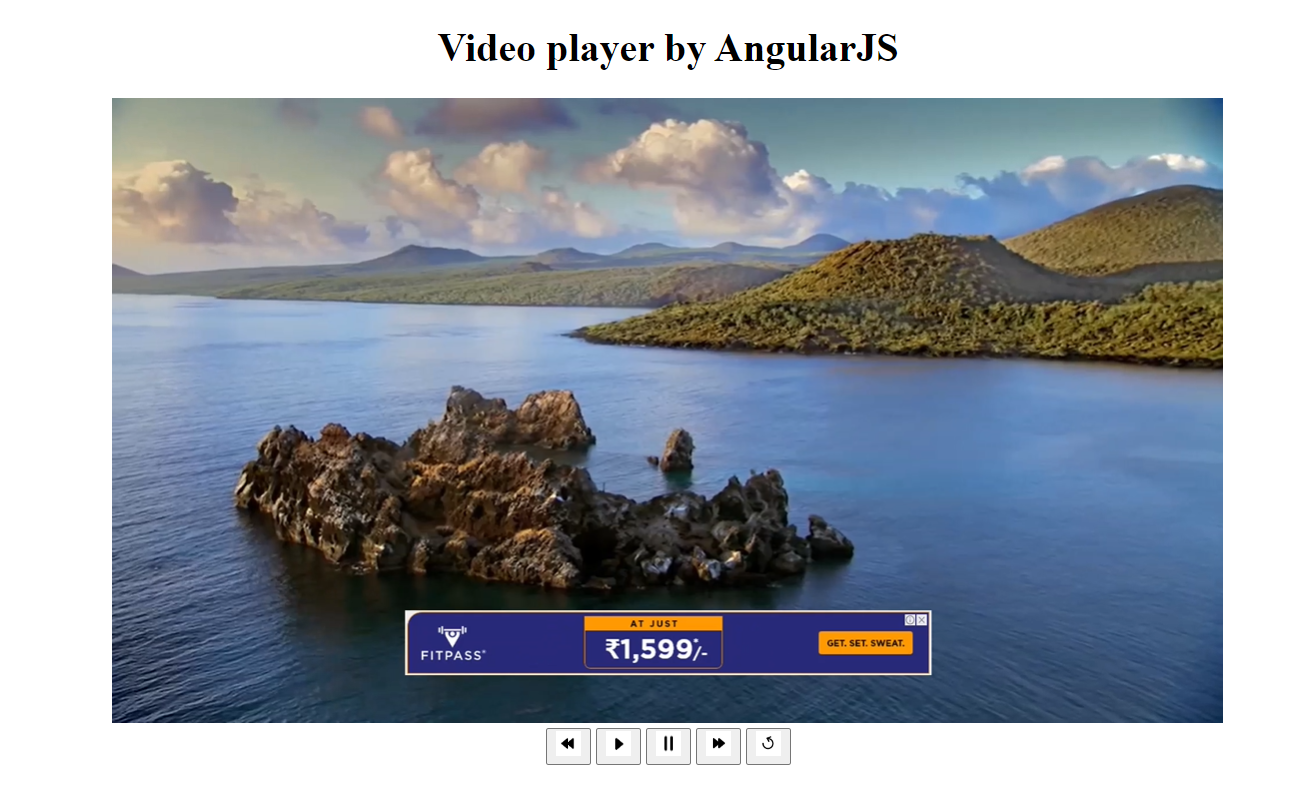 Video player by AngularJS
AT JUST
FITPASS®
₹1,599*/-
GET. SET. SWEAT.